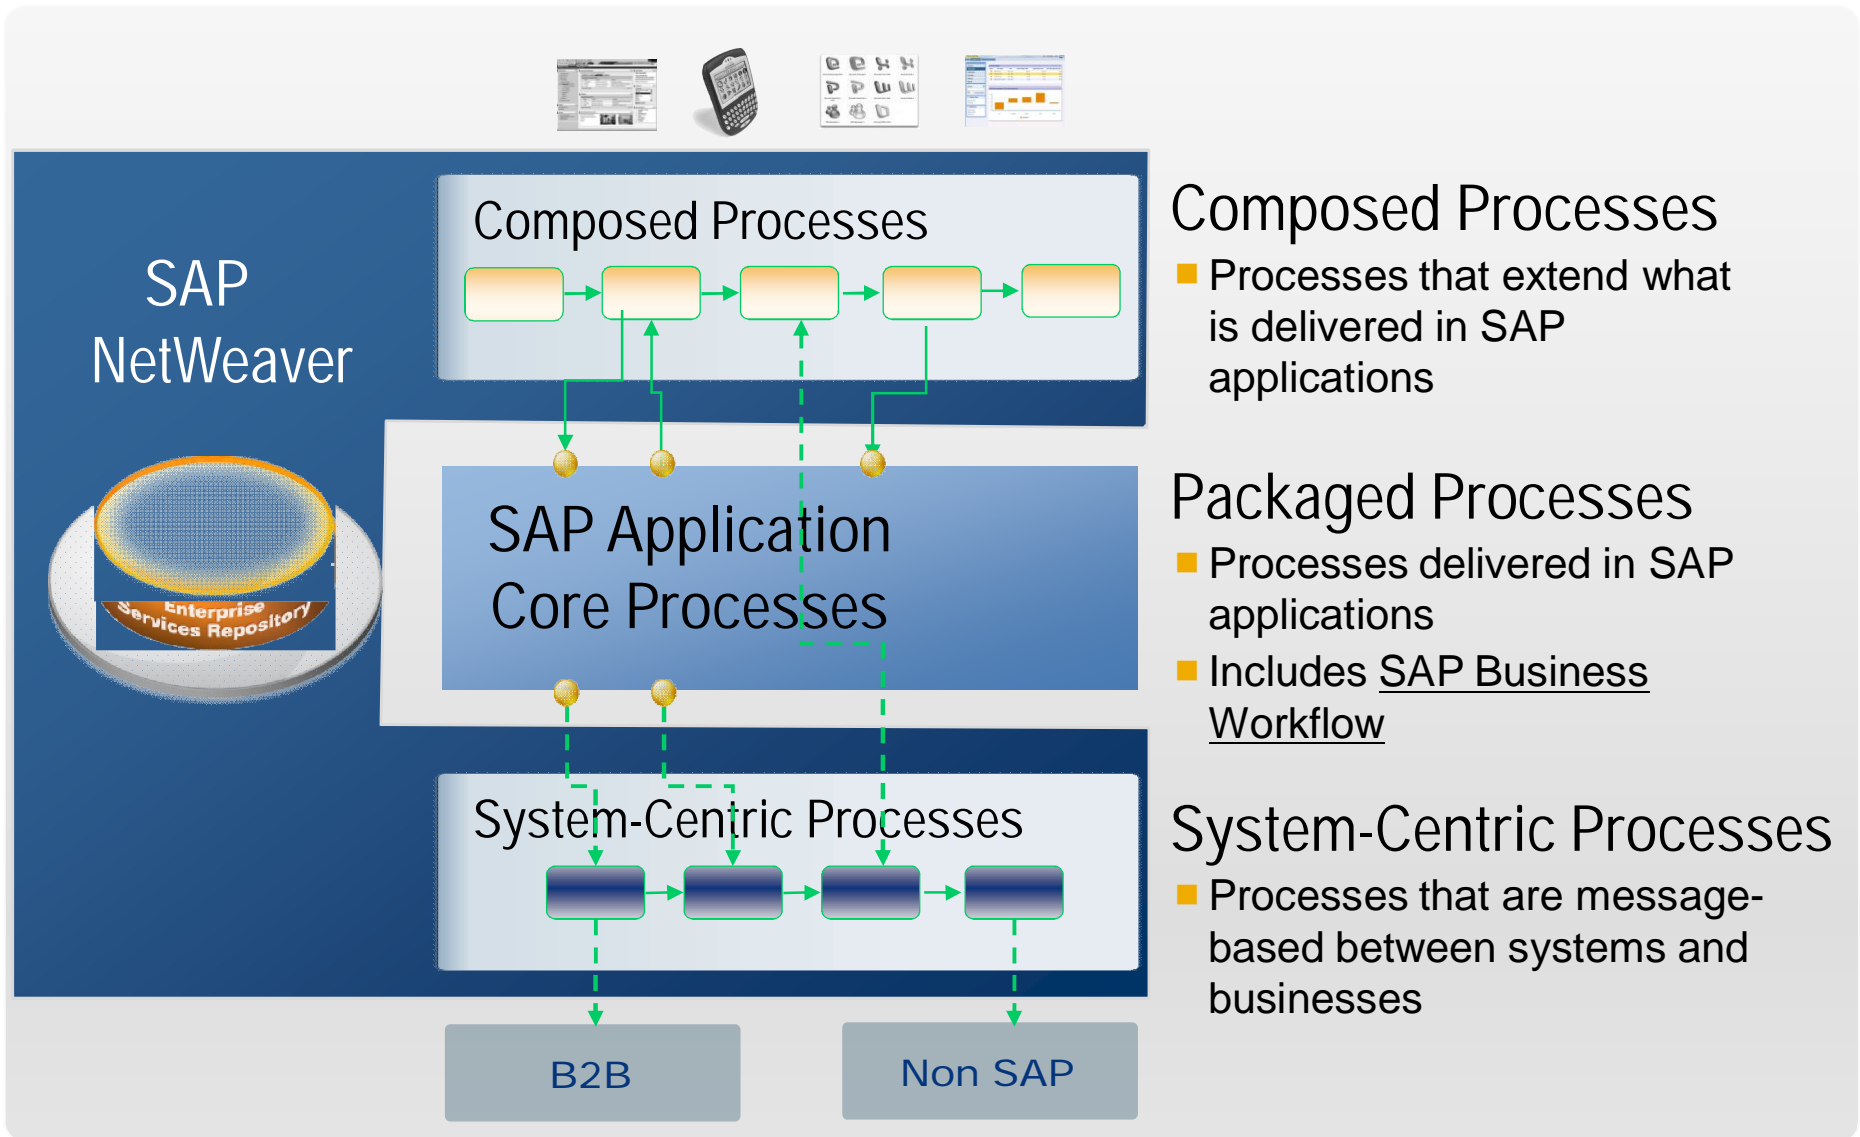 SAP
NetWeaver
Enterprise
Services Repository
Composed Processes
SAP Application
Core Processes
System-Centric Processes
B2B
Non SAP
Composed Processes
Processes that extend what
is delivered in SAP
applications
Packaged Processes
Processes delivered in SAP
applications
Includes SAP Business
Workflow
System-Centric Processes
Processes that are message-
based between systems and
businesses